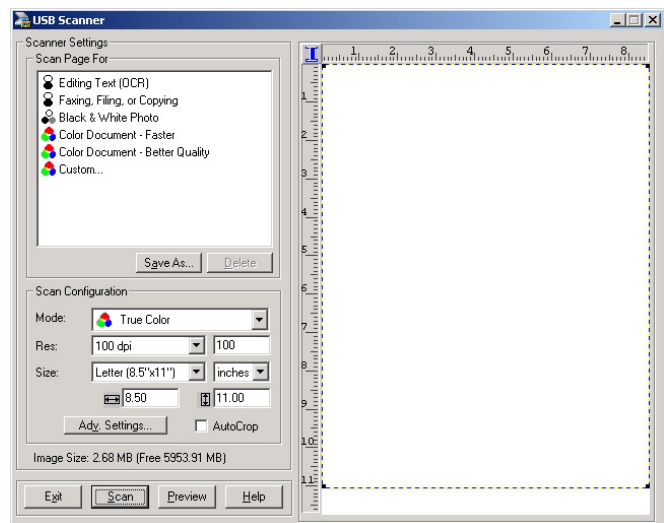 USB Scanner
Scanner Settings
Scan Page For
Editing Text (OCR)
Faxing, Filing, or Copying
Black & White Photo
Color Document - Faster
Color Document - Better Quality
Custom...
Save As... Delete
Scan Configuration
Mode: True Color
Res: 100 dpi 100
Size: Letter (8.5"x11") inches
8.50 11.00
Adv. Settings... AutoCrop
Image Size: 2.68 MB (Free 5953.91 MB)
Exit Scan Preview Help
1 2 3 4 5 6 7 8
1
2
3
4
5
6
7
8
9
10
11